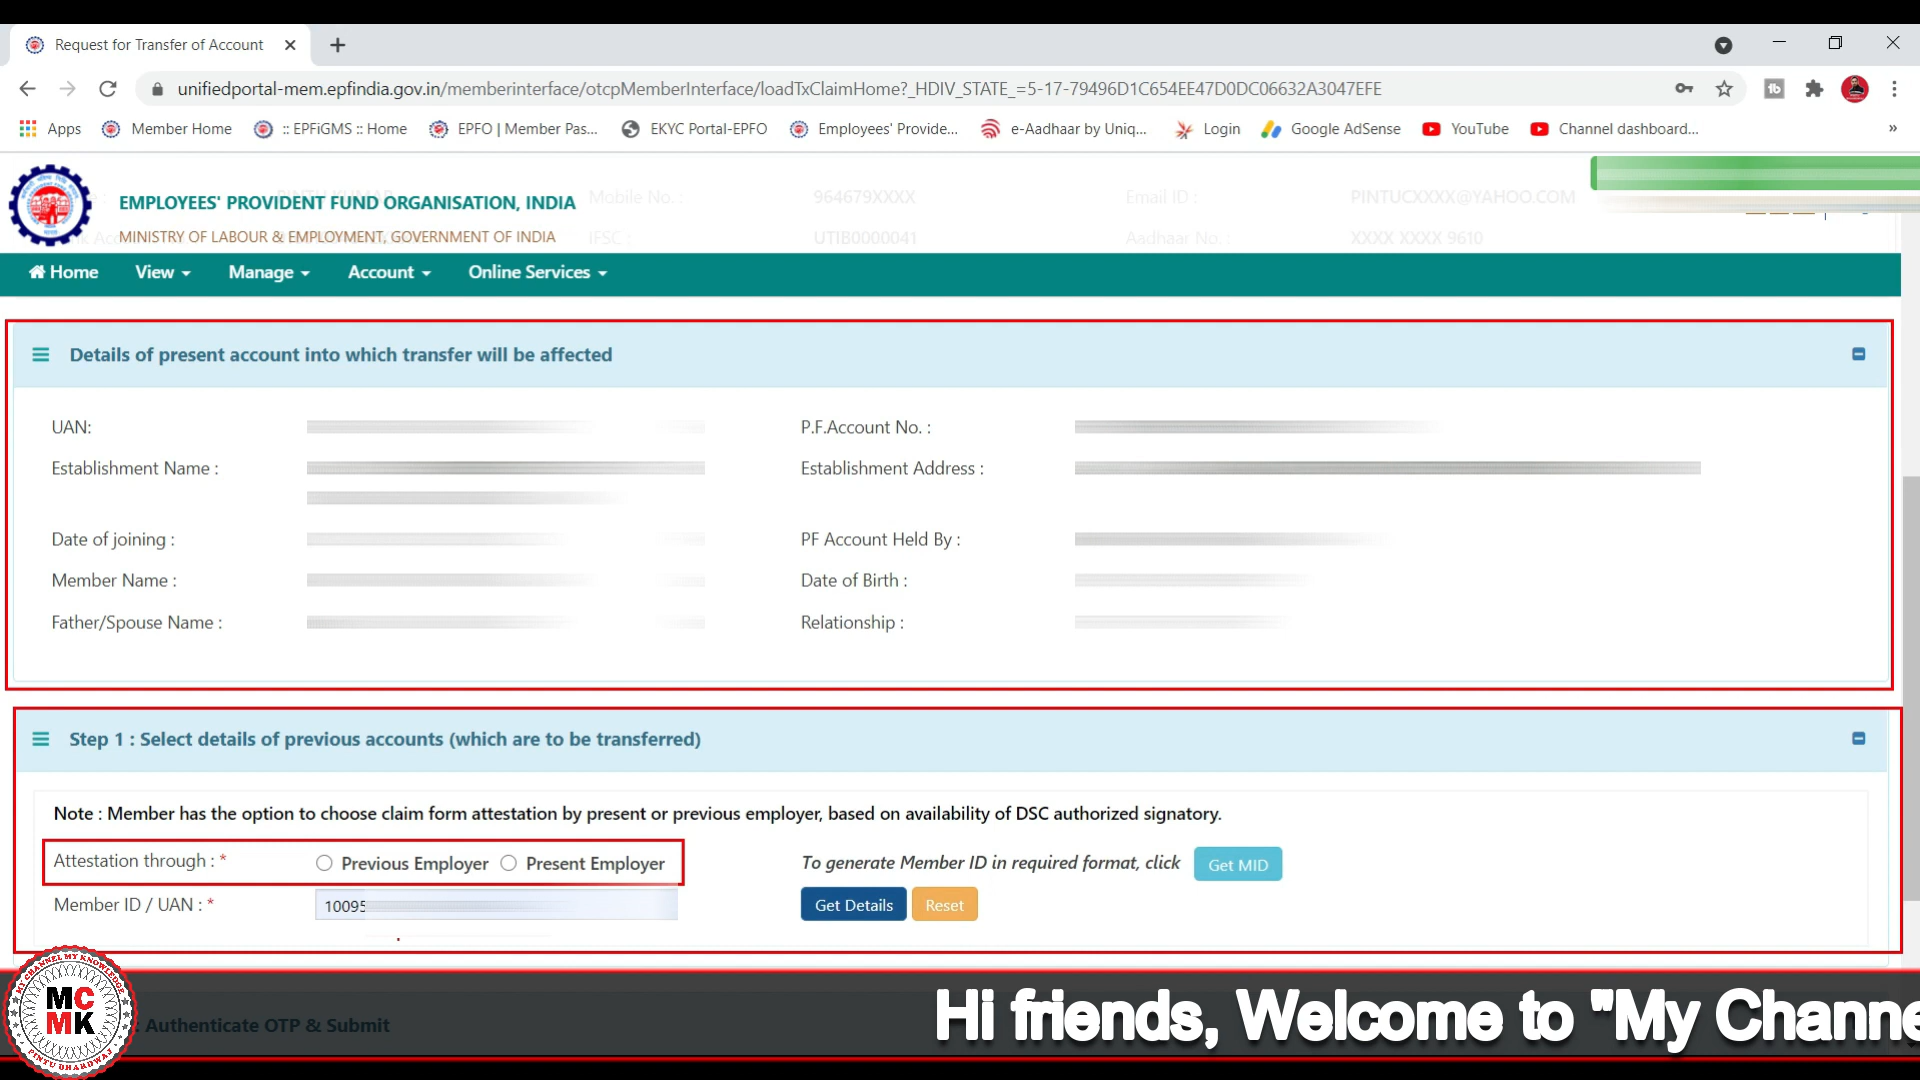 Request for Transfer of Account
unifiedportal-mem.epfindia.gov.in/memberinterface/otcpMemberInterface/loadTxClaimHome?_HDIV_STATE_=5-17-79496D1C654EE47D0DC06632A3047EFE
Apps Member Home :: EPFiGMS :: Home EPFO | Member Pas... EKYC Portal-EPFO Employees' Provide... e-Aadhaar by Uniq... Login Google AdSense YouTube Channel dashboard... »
EMPLOYEES' PROVIDENT FUND ORGANISATION, INDIA
Mobile No. : 964679XXXX Email ID : PINTUCXXXX@YAHOO.COM
MINISTRY OF LABOUR & EMPLOYMENT, GOVERNMENT OF INDIA
IFSC : UTIB0000041 Aadhaar No. : XXXX XXXX 9610
Home View Manage Account Online Services
Details of present account into which transfer will be affected
UAN: P.F.Account No. :
Establishment Name : Establishment Address :
Date of joining : PF Account Held By :
Member Name : Date of Birth :
Father/Spouse Name : Relationship :
Step 1 : Select details of previous accounts (which are to be transferred)
Note : Member has the option to choose claim form attestation by present or previous employer, based on availability of DSC authorized signatory.
Attestation through : * Previous Employer Present Employer To generate Member ID in required format, click Get MID
Member ID / UAN : * 10095 Get Details Reset
MY CHANNEL MY KNOWLEDGE
MC
MK
PINTU DHARDWAJ
Authenticate OTP & Submit
Hi friends, Welcome to "My Channe